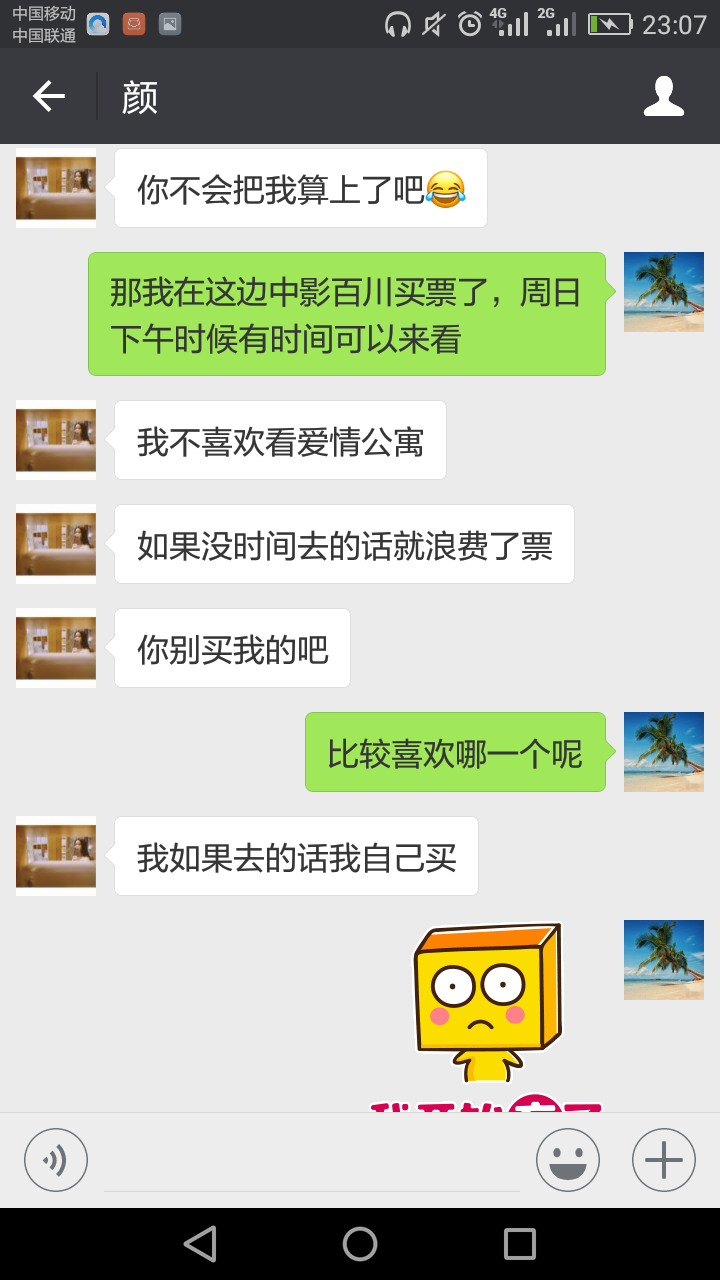 中国移动
中国联通
4G
2G
23:07
颜
你不会把我算上了吧😂
那我在这边中影百川买票了，周日
下午时候有时间可以来看
我不喜欢看爱情公寓
如果没时间去的话就浪费了票
你别买我的吧
比较喜欢哪一个呢
我如果去的话我自己买